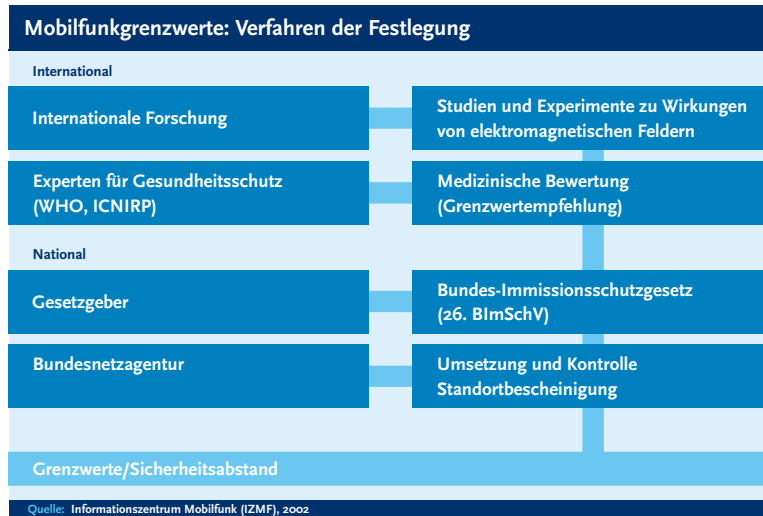 Mobilfunkgrenzwerte: Verfahren der Festlegung
International
Internationale Forschung
Studien und Experimente zu Wirkungen
von elektromagnetischen Feldern
Experten für Gesundheitsschutz
(WHO, ICNIRP)
Medizinische Bewertung
(Grenzwertempfehlung)
National
Gesetzgeber
Bundes-Immissionsschutzgesetz
(26. BImSchV)
Bundesnetzagentur
Umsetzung und Kontrolle
Standortbescheinigung
Grenzwerte/Sicherheitsabstand
Quelle: Informationszentrum Mobilfunk (IZMF), 2002